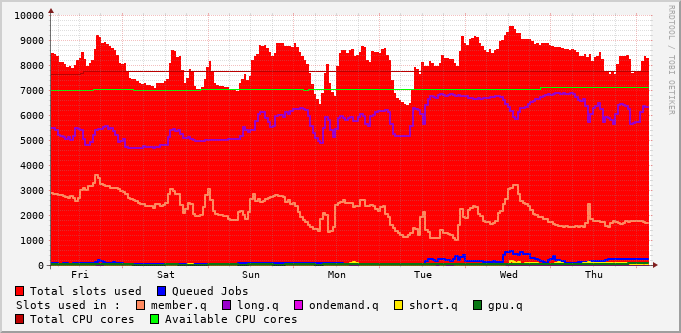 RRDTOOL / TOBI OETIKER
10000
9000
8000
7000
6000
5000
4000
3000
2000
1000
0
Fri Sat Sun Mon Tue Wed Thu
Total slots used Queued Jobs
Slots used in : member.q long.q ondemand.q short.q gpu.q
Total CPU cores Available CPU cores